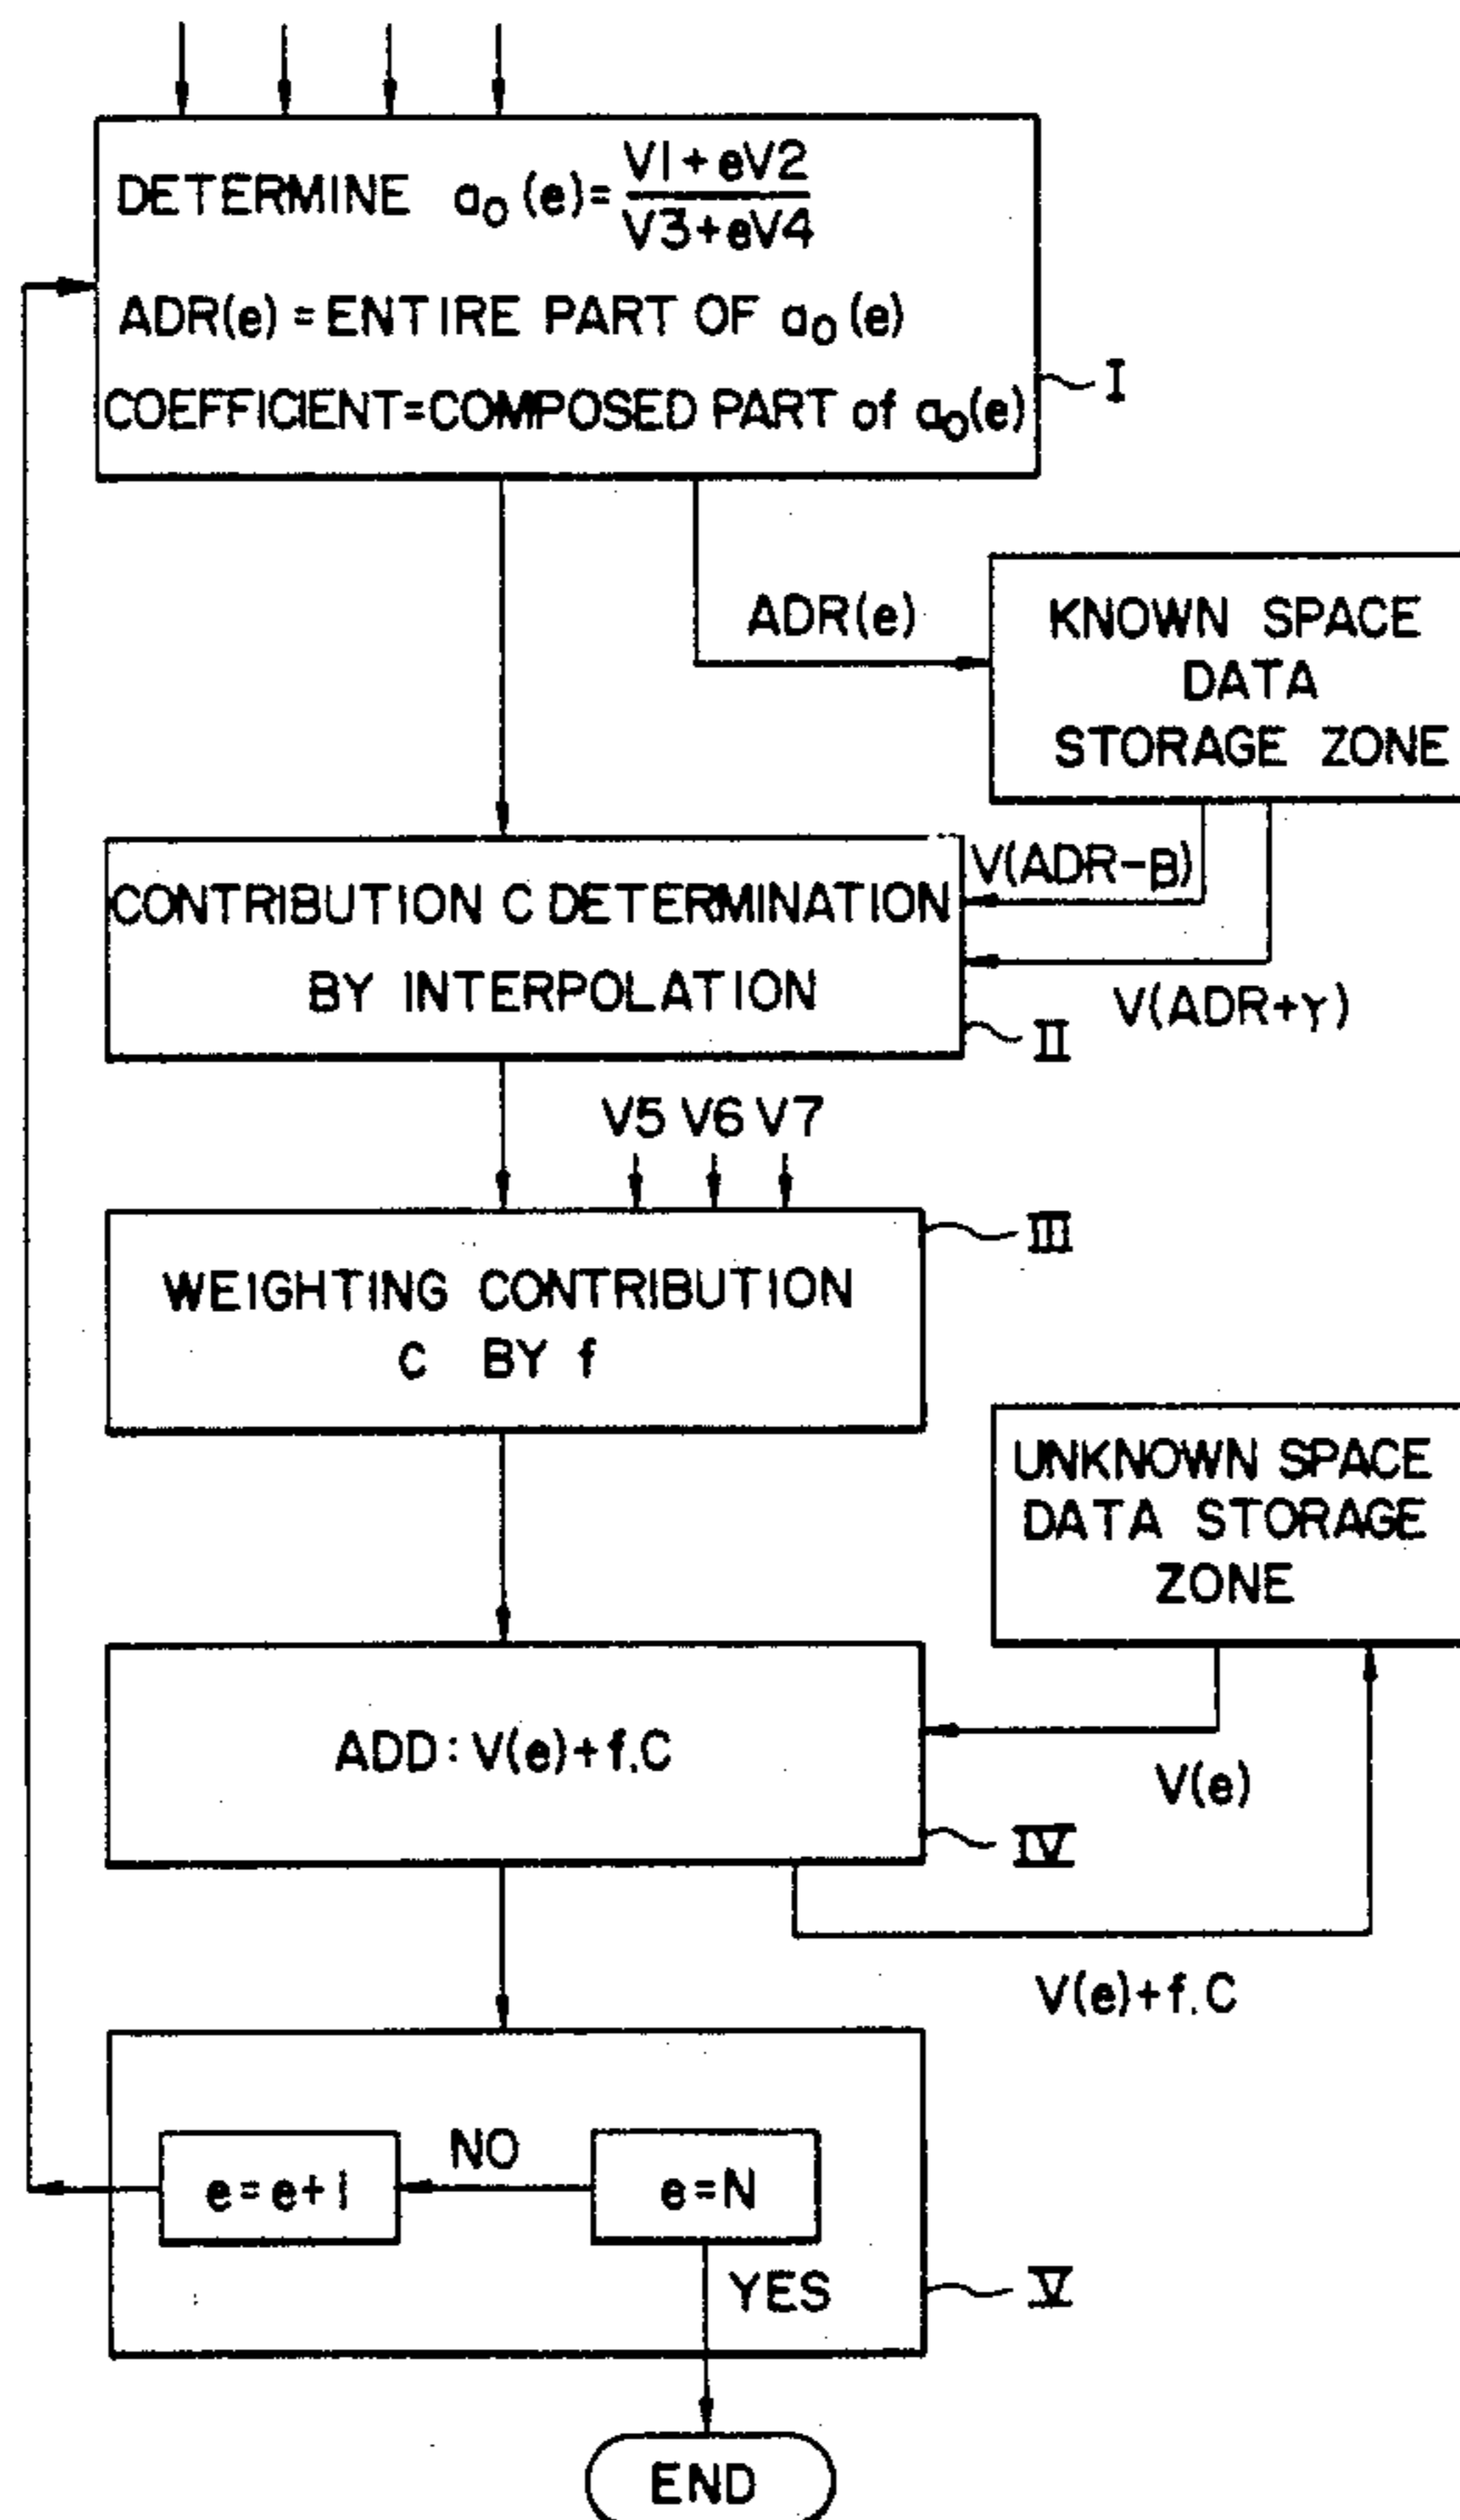 DETERMINE a₀(e)= V1+eV2
V3+eV4
ADR(e)=ENTIRE PART OF a₀(e)
COEFFICIENT=COMPOSED PART of a₀(e)
I
ADR(e)
KNOWN SPACE
DATA
STORAGE ZONE
V(ADR-B)
CONTRIBUTION C DETERMINATION
BY INTERPOLATION
V(ADR+γ)
II
V5 V6 V7
III
WEIGHTING CONTRIBUTION
C BY f
UNKNOWN SPACE
DATA STORAGE
ZONE
ADD: V(e)+f.C
V(e)
IV
V(e)+f.C
NO
e=e+1
e=N
YES
V
END